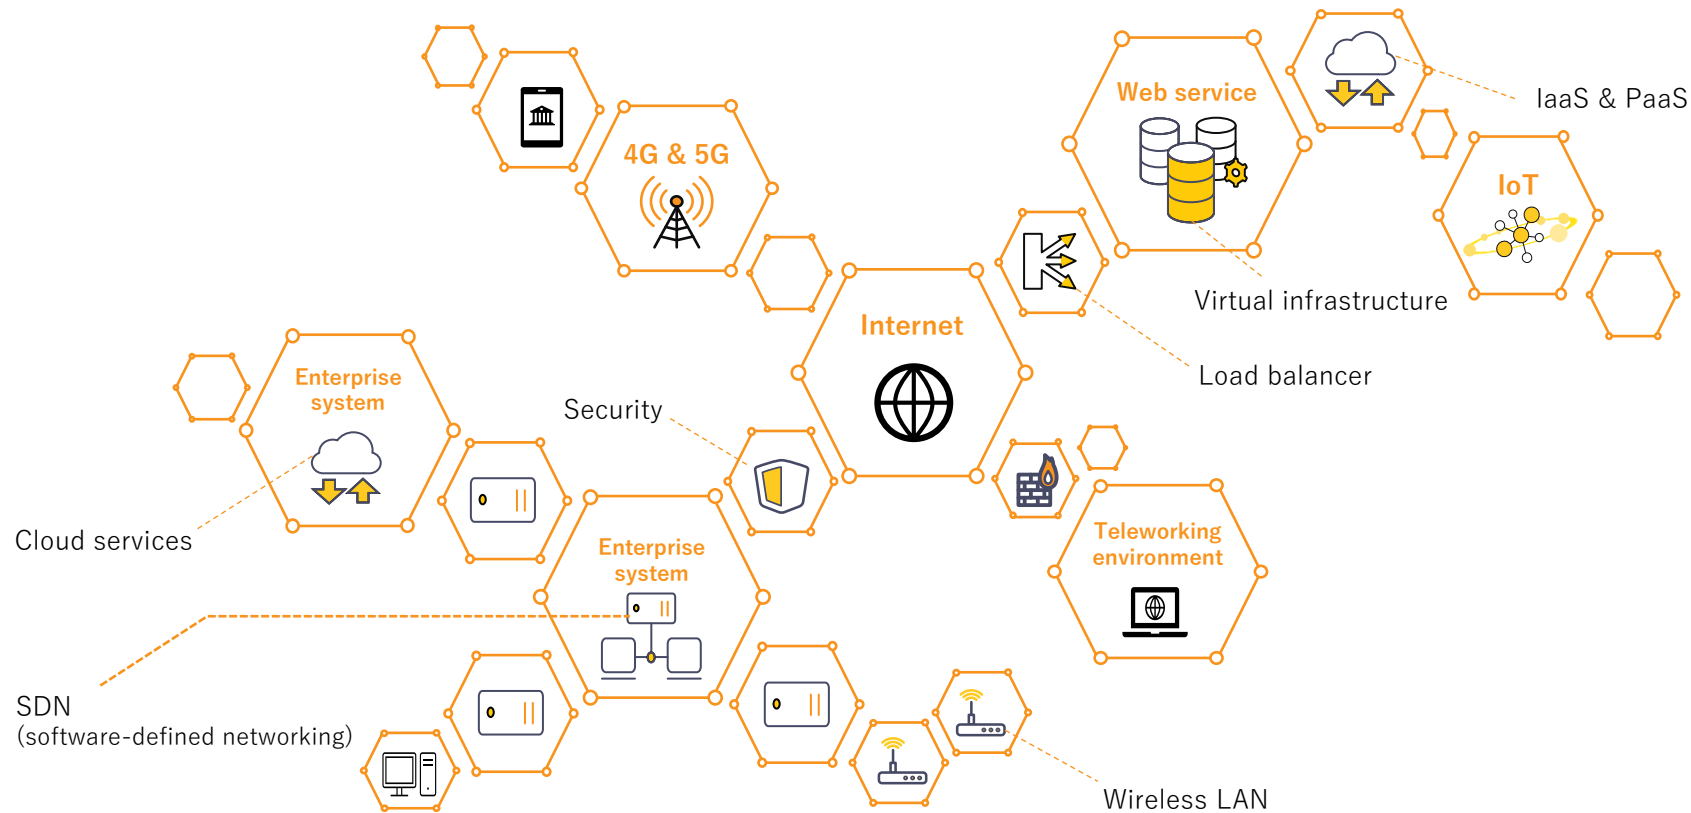 Web service
IaaS & PaaS
4G & 5G
IoT
Virtual infrastructure
Internet
Load balancer
Enterprise
system
Security
Cloud services
Teleworking
environment
Enterprise
system
SDN
(software-defined networking)
Wireless LAN